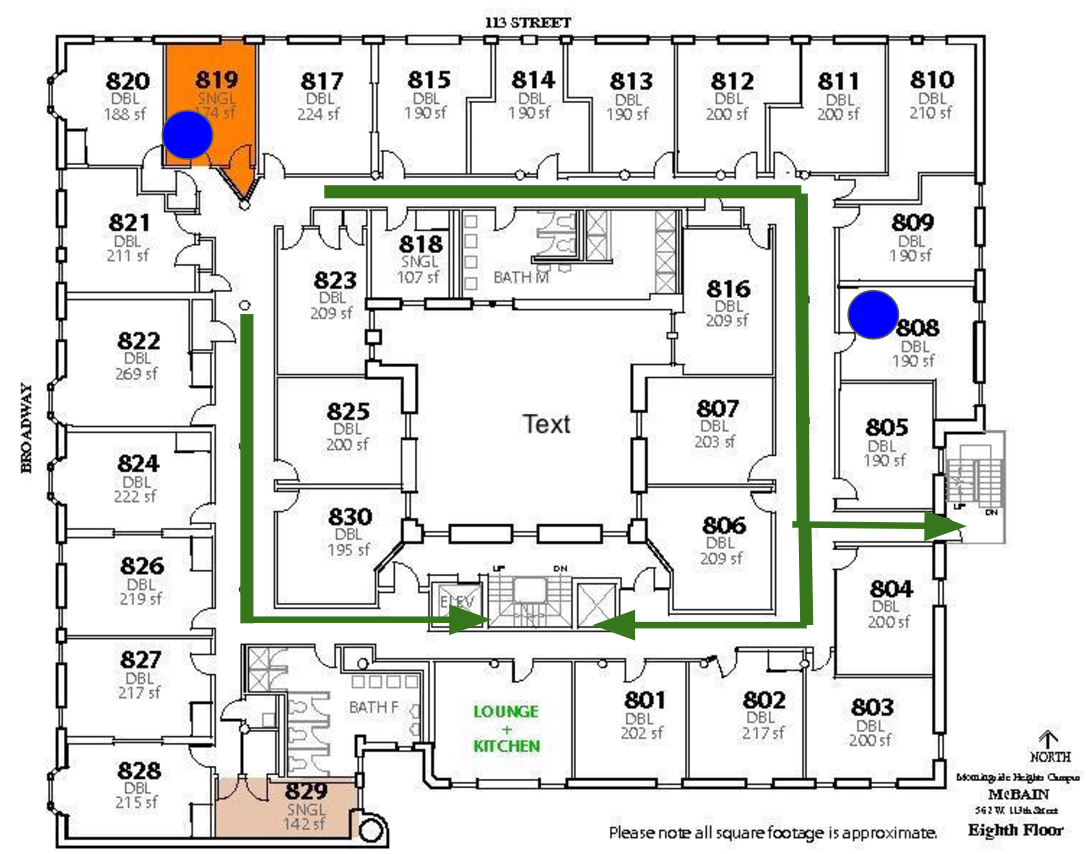 113 STREET
820
DBL
188 sf
819
SNGL
174 sf
817
DBL
224 sf
815
DBL
190 sf
814
DBL
190 sf
813
DBL
190 sf
812
DBL
200 sf
811
DBL
200 sf
810
DBL
210 sf
821
DBL
211 sf
823
DBL
209 sf
818
SNGL
107 sf
BATH M
816
DBL
209 sf
809
DBL
190 sf
822
DBL
269 sf
808
DBL
190 sf
BROADWAY
825
DBL
200 sf
Text
807
DBL
203 sf
805
DBL
190 sf
824
DBL
222 sf
830
DBL
195 sf
806
DBL
209 sf
UP
DN
826
DBL
219 sf
ELEV
UP
DN
804
DBL
200 sf
827
DBL
217 sf
BATH F
LOUNGE
+
KITCHEN
801
DBL
202 sf
802
DBL
217 sf
803
DBL
200 sf
828
DBL
215 sf
829
SNGL
142 sf
NORTH
Morningside Heights Campus
McBAIN
562 W. 113th Street
Eighth Floor
Please note all square footage is approximate.